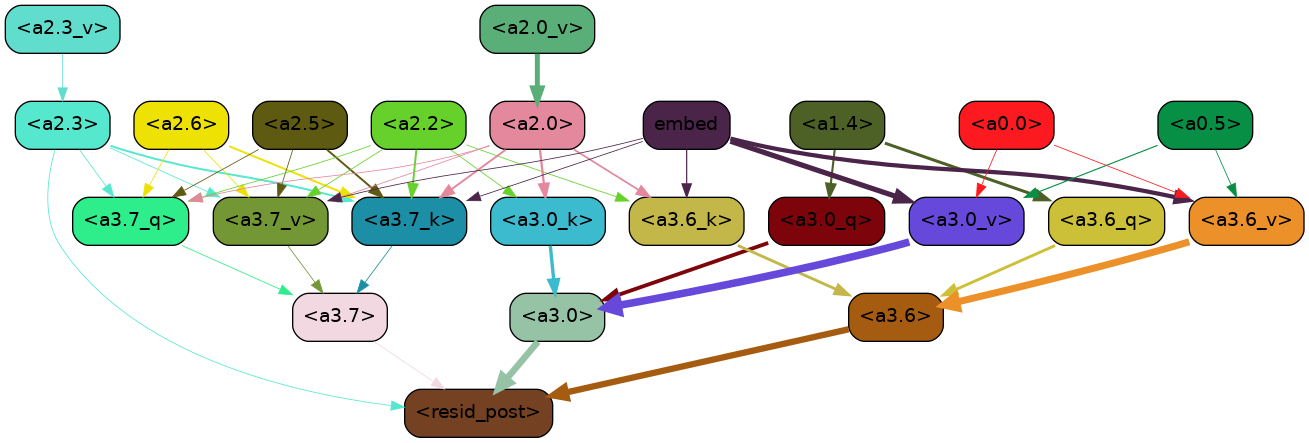 <a2.3_v> <a2.0_v>
<a2.3> <a2.6> <a2.5> <a2.2> <a2.0> embed <a1.4> <a0.0> <a0.5>
<a3.7_q> <a3.7_v> <a3.7_k> <a3.0_k> <a3.6_k> <a3.0_q> <a3.0_v> <a3.6_q> <a3.6_v>
<a3.7> <a3.0> <a3.6>
<resid_post>